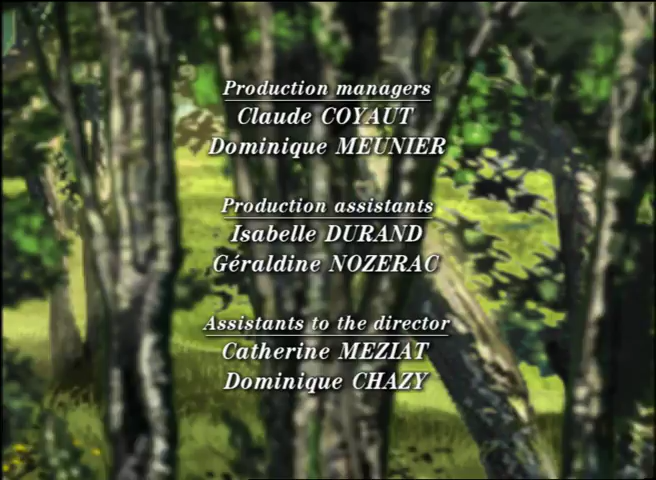 Production managers
Claude COYAUT
Dominique MEUNIER
Production assistants
Isabelle DURAND
Géraldine NOZERAC
Assistants to the director
Catherine MEZIAT
Dominique CHAZY